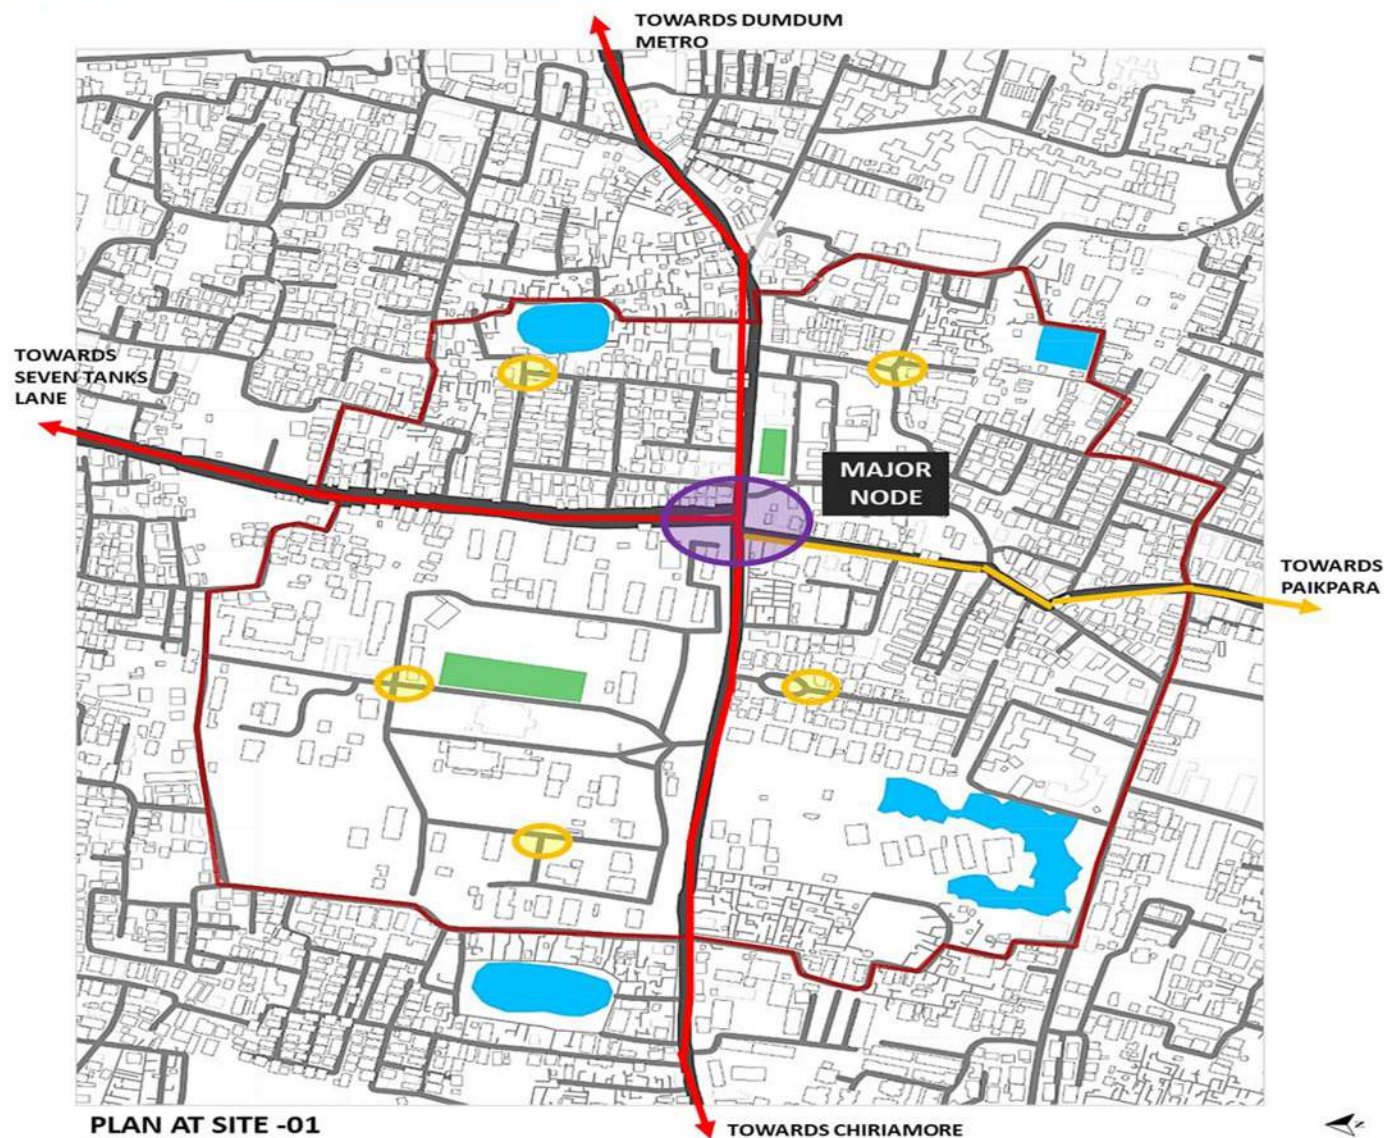 TOWARDS DUMDUM
METRO
TOWARDS
SEVEN TANKS
LANE
MAJOR
NODE
TOWARDS
PAIKPARA
PLAN AT SITE -01
TOWARDS CHIRIAMORE